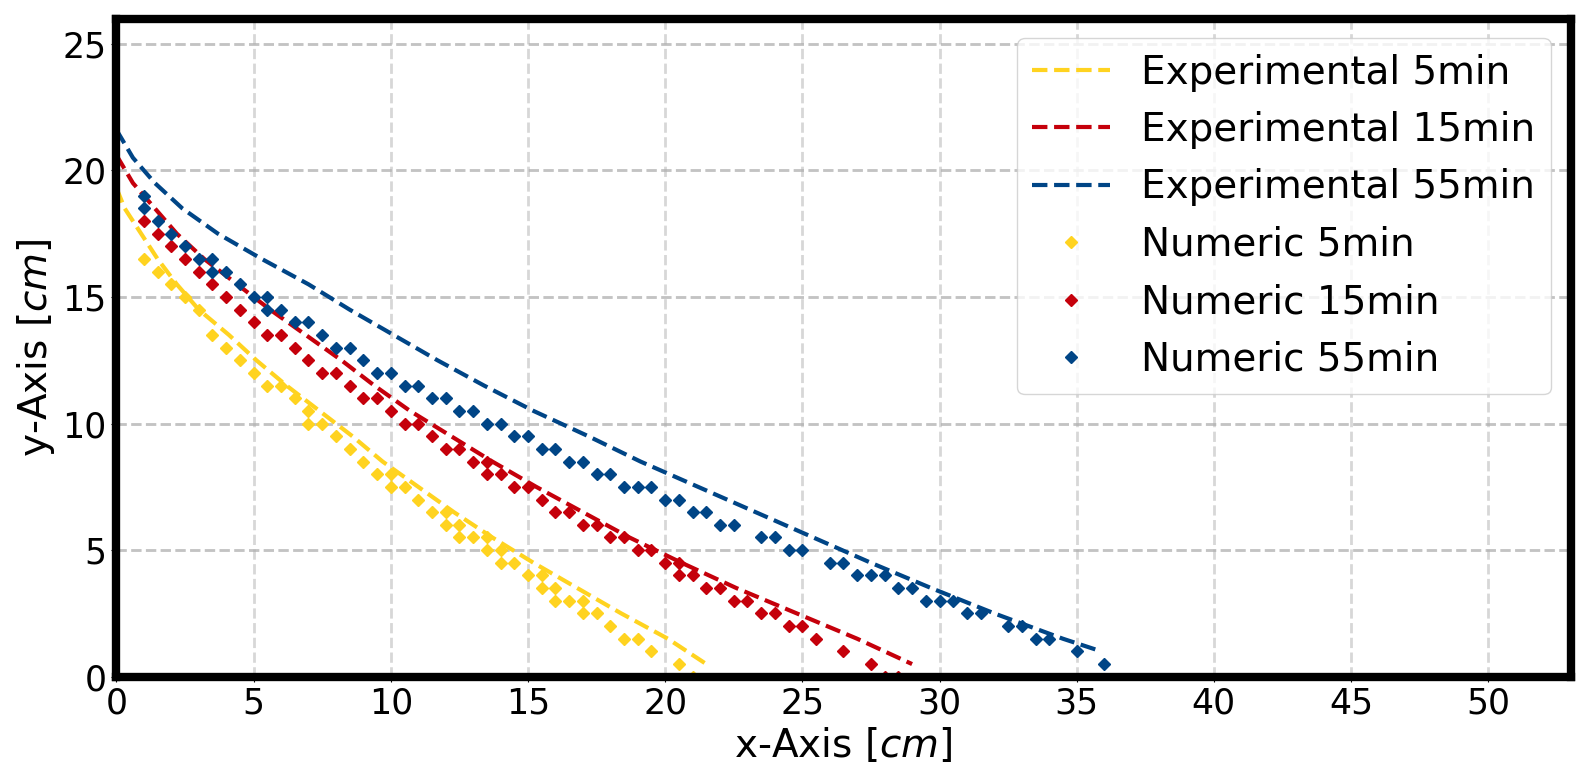 25
20
15
10
5
0
y-Axis [cm]
0 5 10 15 20 25 30 35 40 45 50
x-Axis [cm]
Experimental 5min
Experimental 15min
Experimental 55min
Numeric 5min
Numeric 15min
Numeric 55min